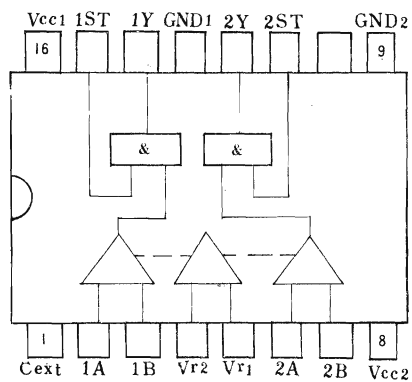 Vcc1 1ST 1Y GND1 2Y 2ST GND2
16 9
& &
1 8
Cext 1A 1B Vr2 Vr1 2A 2B Vcc2